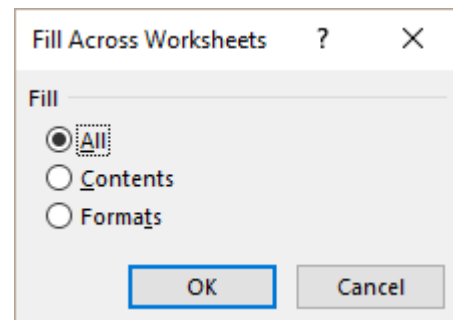 Fill Across Worksheets ? ×
Fill
All
Contents
Formats
OK Cancel